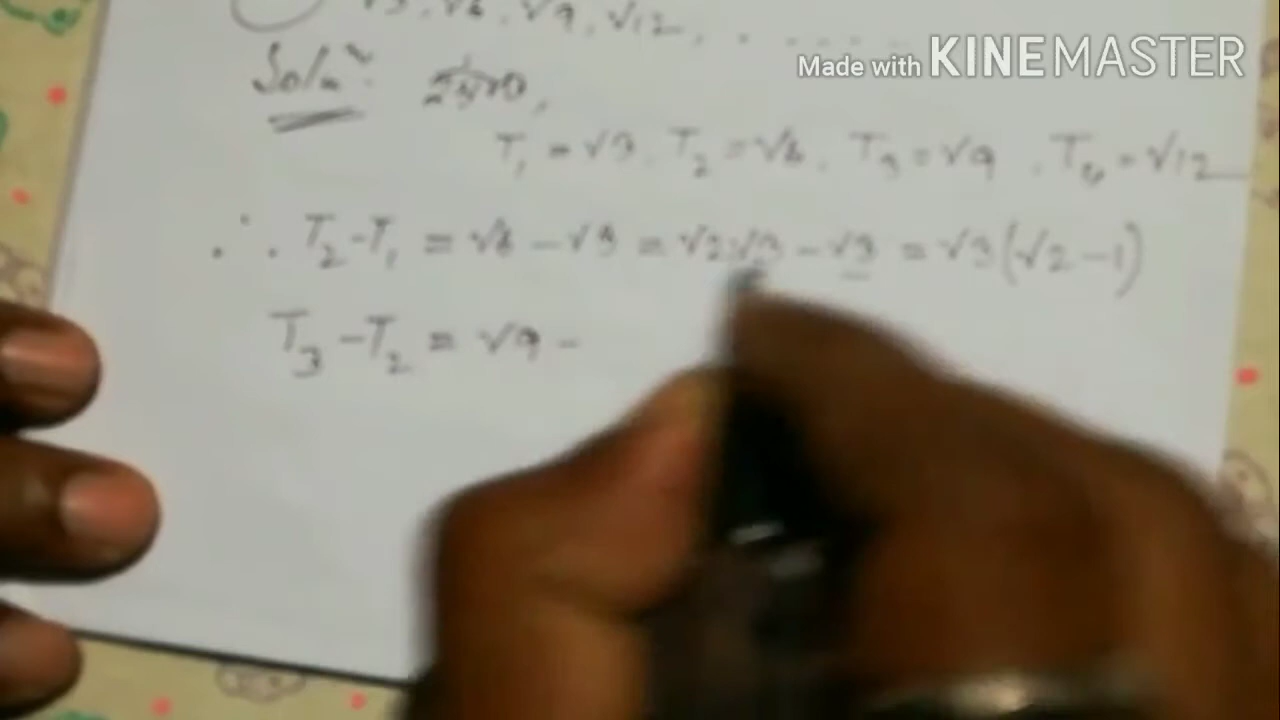 √3, √6, √9, √12, . . . . . .
Made with KINEMASTER
Soln:
T₁ = √3, T₂ = √6, T₃ = √9, T₄ = √12
∴ T₂ - T₁ = √6 - √3 = √2·√3 - √3 = √3(√2 - 1)
T₃ - T₂ = √9 -